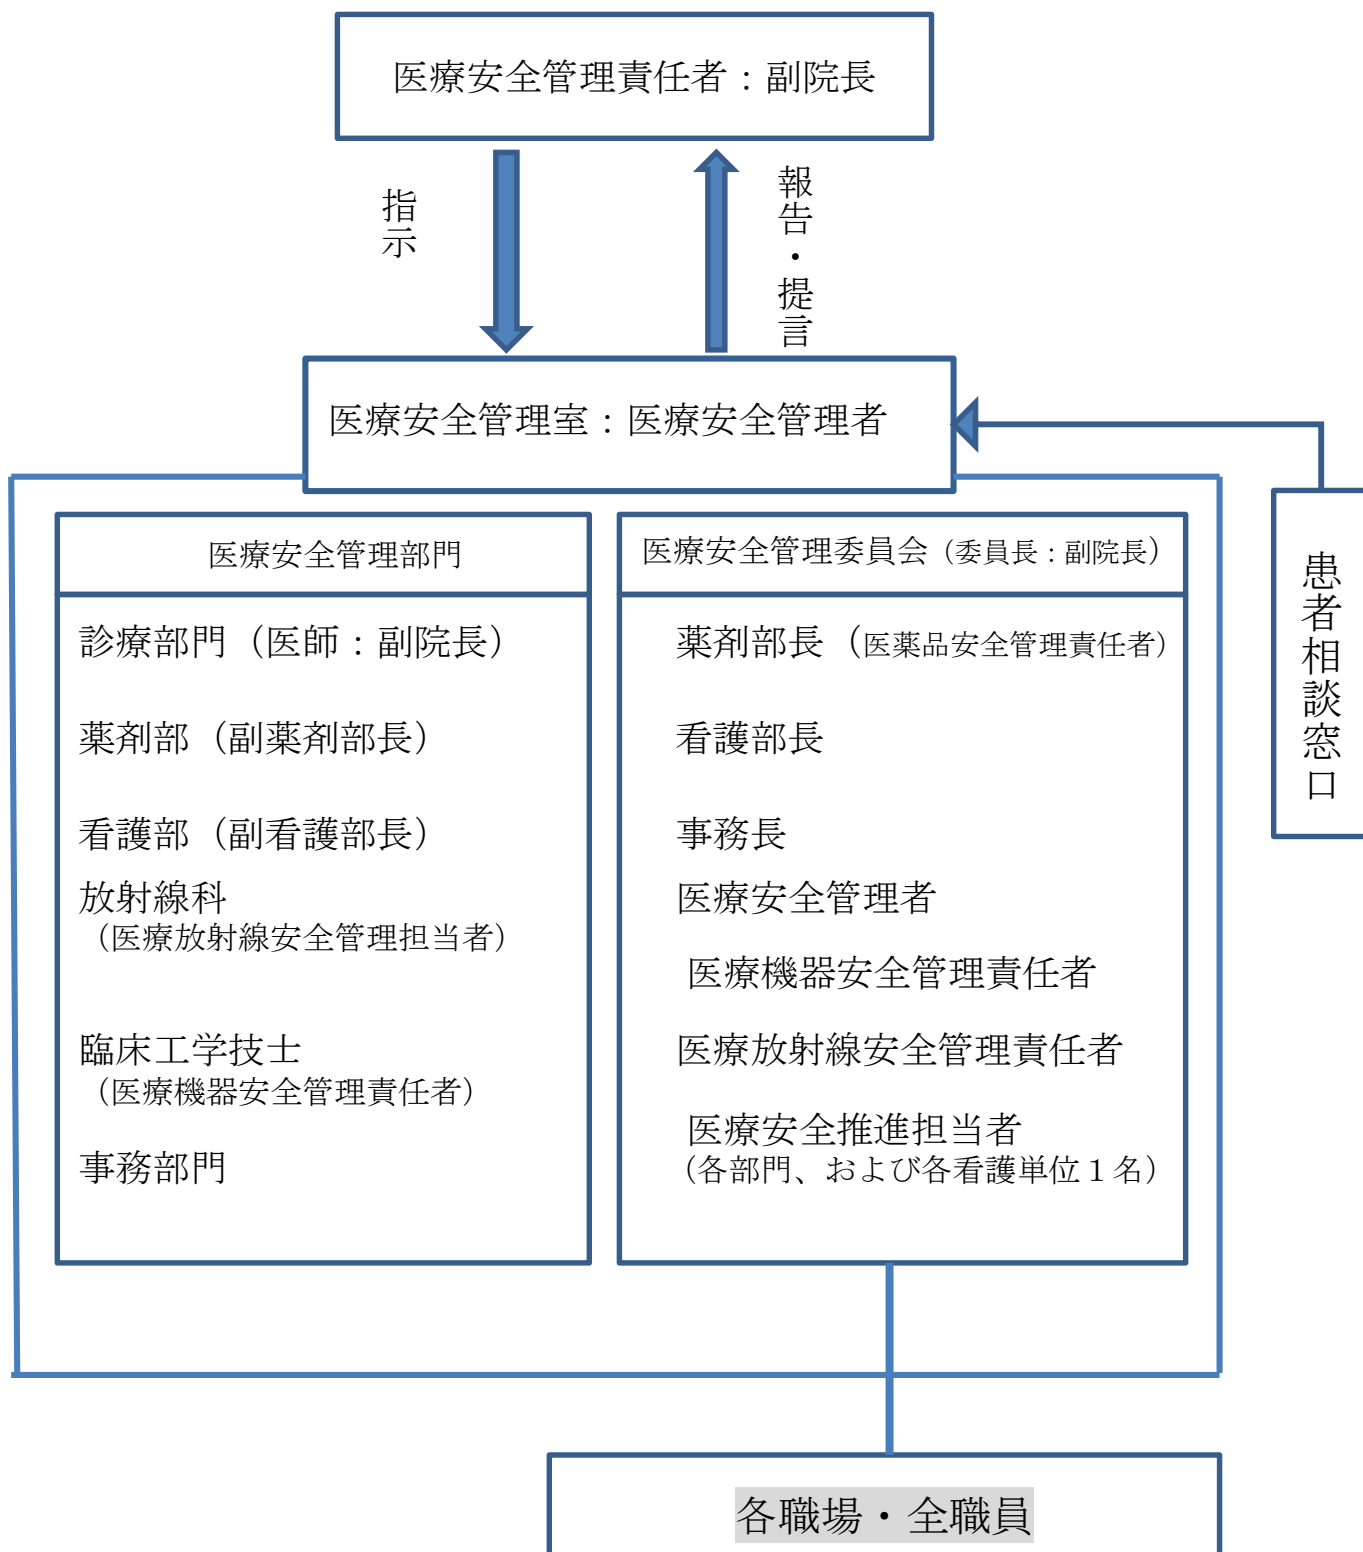 医療安全管理責任者：副院長
指示
報告・提言
医療安全管理室：医療安全管理者
患者相談窓口
医療安全管理部門
診療部門（医師：副院長）
薬剤部（副薬剤部長）
看護部（副看護部長）
放射線科
（医療放射線安全管理担当者）
臨床工学技士
（医療機器安全管理責任者）
事務部門
医療安全管理委員会（委員長：副院長）
薬剤部長（医薬品安全管理責任者）
看護部長
事務長
医療安全管理者
医療機器安全管理責任者
医療放射線安全管理責任者
医療安全推進担当者
（各部門、および各看護単位１名）
各職場・全職員